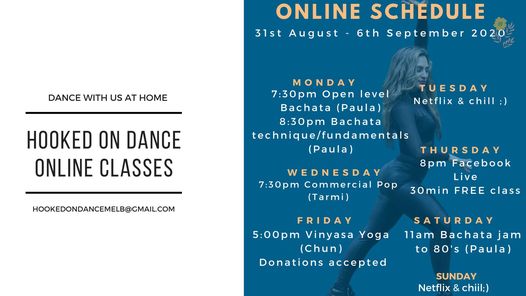 DANCE WITH US AT HOME
HOOKED ON DANCE
ONLINE CLASSES
HOOKEDONDANCEMELB@GMAIL.COM
ONLINE SCHEDULE
31st August - 6th September 2020
MONDAY
7:30pm Open level
Bachata (Paula)
8:30pm Bachata
technique/fundamentals
(Paula)
TUESDAY
Netflix & chill ;)
WEDNESDAY
7:30pm Commercial Pop
(Tarmi)
THURSDAY
8pm Facebook
Live
30min FREE class
FRIDAY
5:00pm Vinyasa Yoga
(Chun)
Donations accepted
SATURDAY
11am Bachata jam
to 80's (Paula)
SUNDAY
Netflix & chiil;)